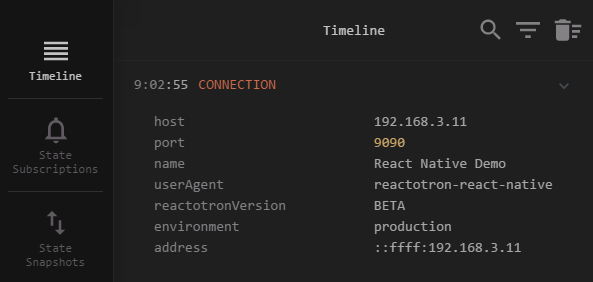 Timeline
Timeline
State
Subscriptions
State
Snapshots
9:02:55 CONNECTION
host 192.168.3.11
port 9090
name React Native Demo
userAgent reactotron-react-native
reactotronVersion BETA
environment production
address ::ffff:192.168.3.11